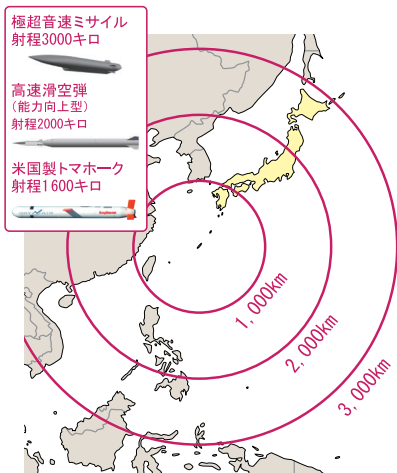 極超音速ミサイル
射程3000キロ
高速滑空弾
(能力向上型)
射程2000キロ
米国製トマホーク
射程1600キロ
1,000km
2,000km
3,000km